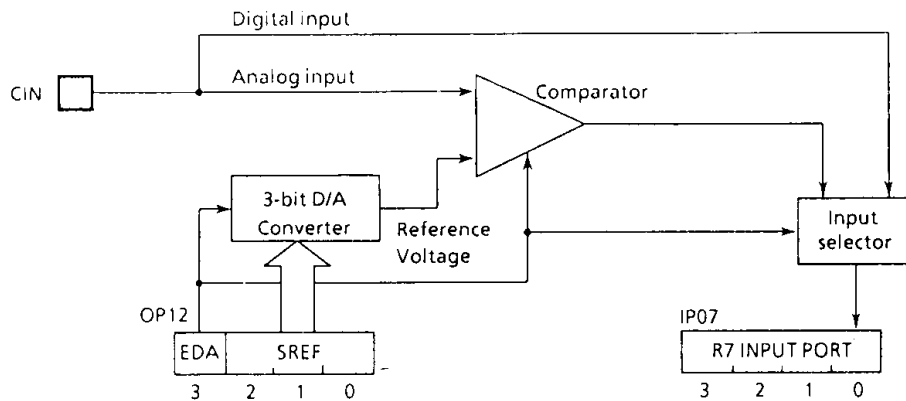 Digital input
Analog input
CIN
Comparator
3-bit D/A
Converter
Reference
Voltage
Input
selector
OP12
EDA SREF
3 2 1 0
IP07
R7 INPUT PORT
3 2 1 0